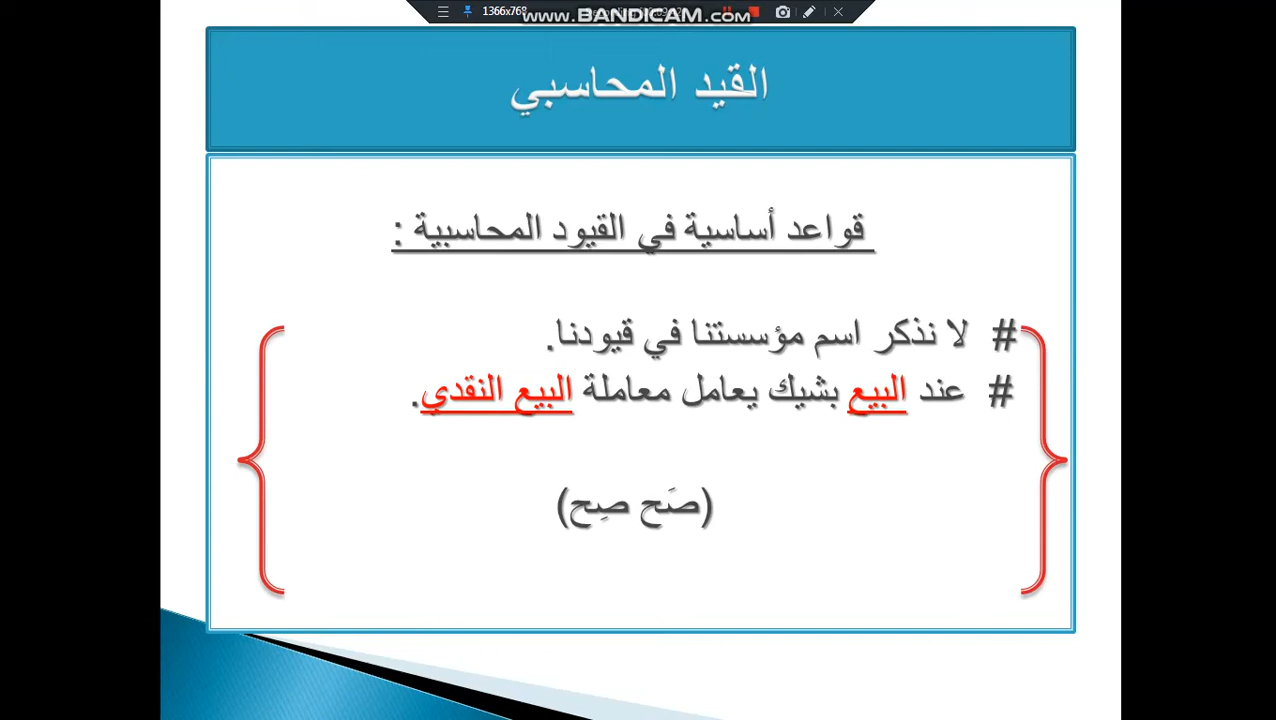 1366x768
www.BANDICAM.com
القيد المحاسبي
قواعد أساسية في القيود المحاسبية :
# لا نذكر اسم مؤسستنا في قيودنا.
# عند البيع بشيك يعامل معاملة البيع النقدي.
(صَح صِح)